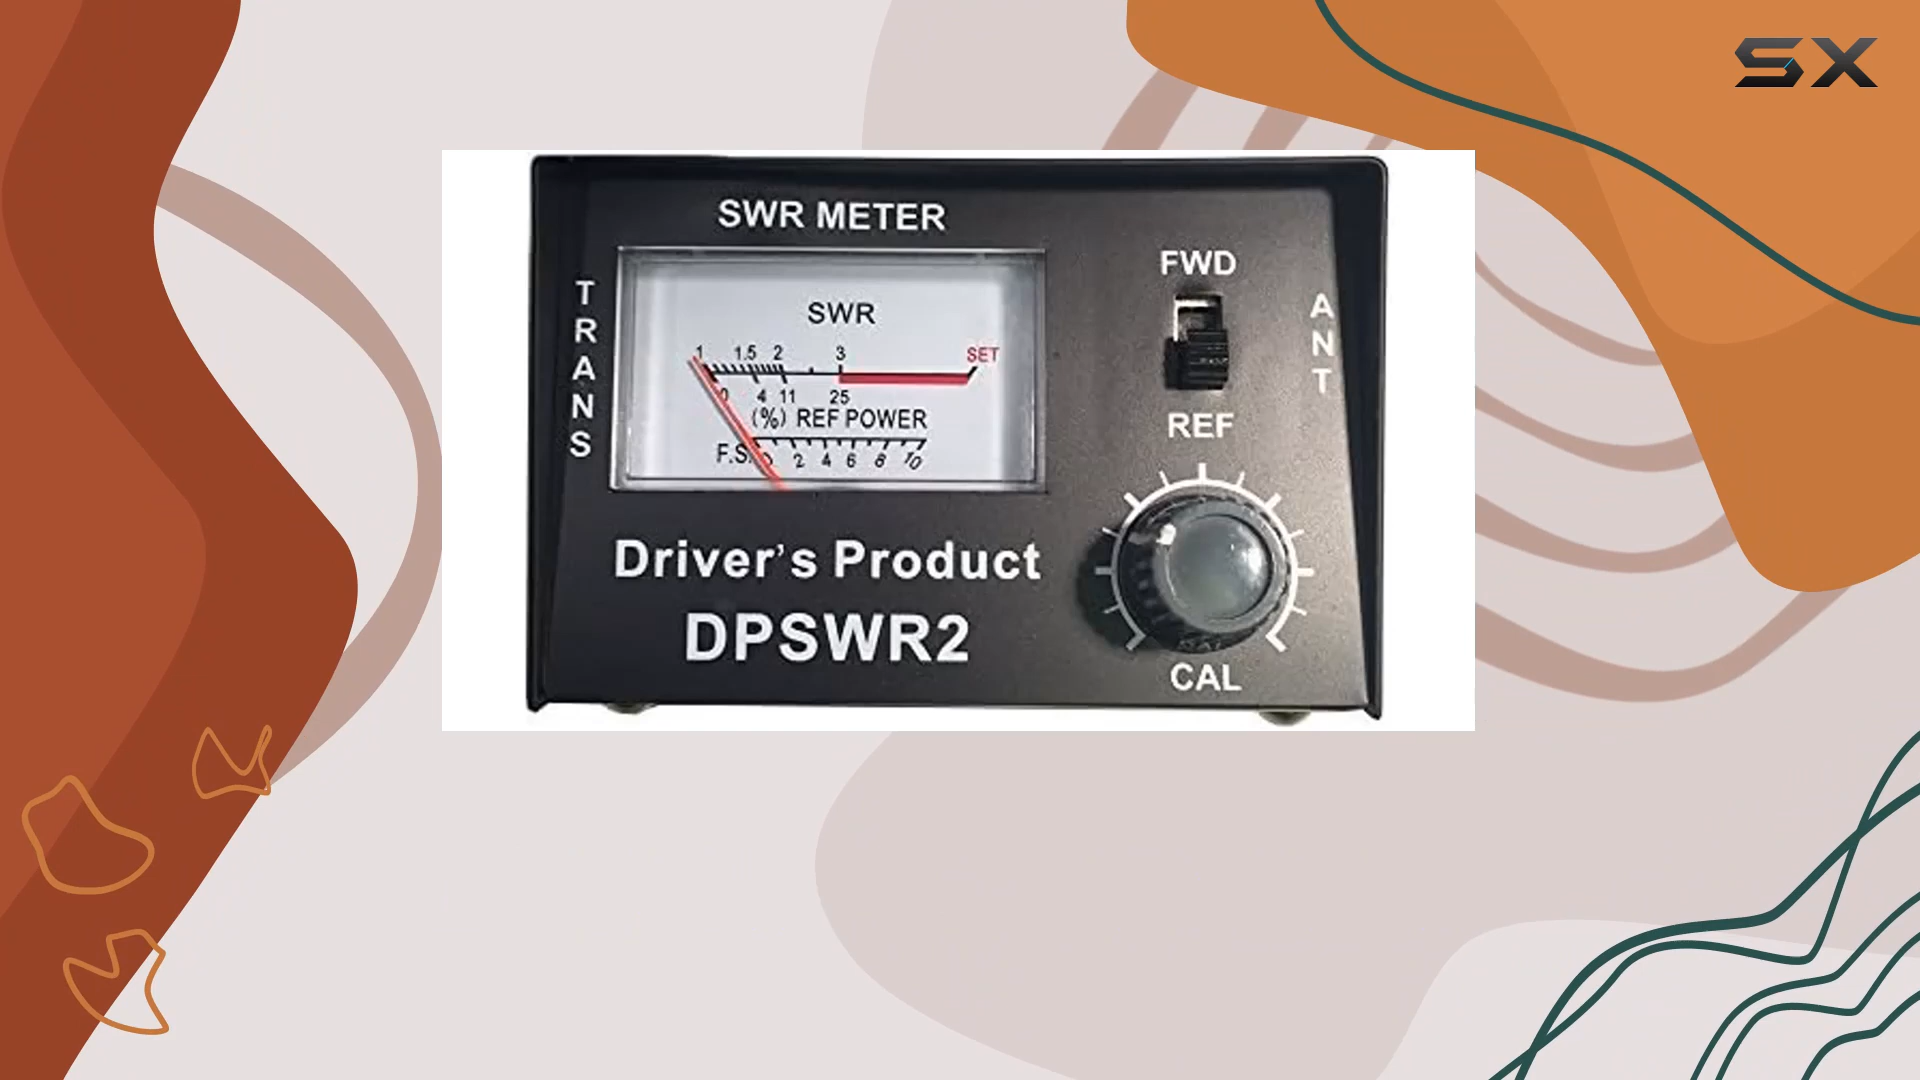 SX
SWR METER
TRANS
SWR
1 1.5 2 3 SET
0 4 11 25
(%) REF POWER
F.S.
2 4 6 8 10
FWD
REF
ANT
Driver's Product
DPSWR2
CAL